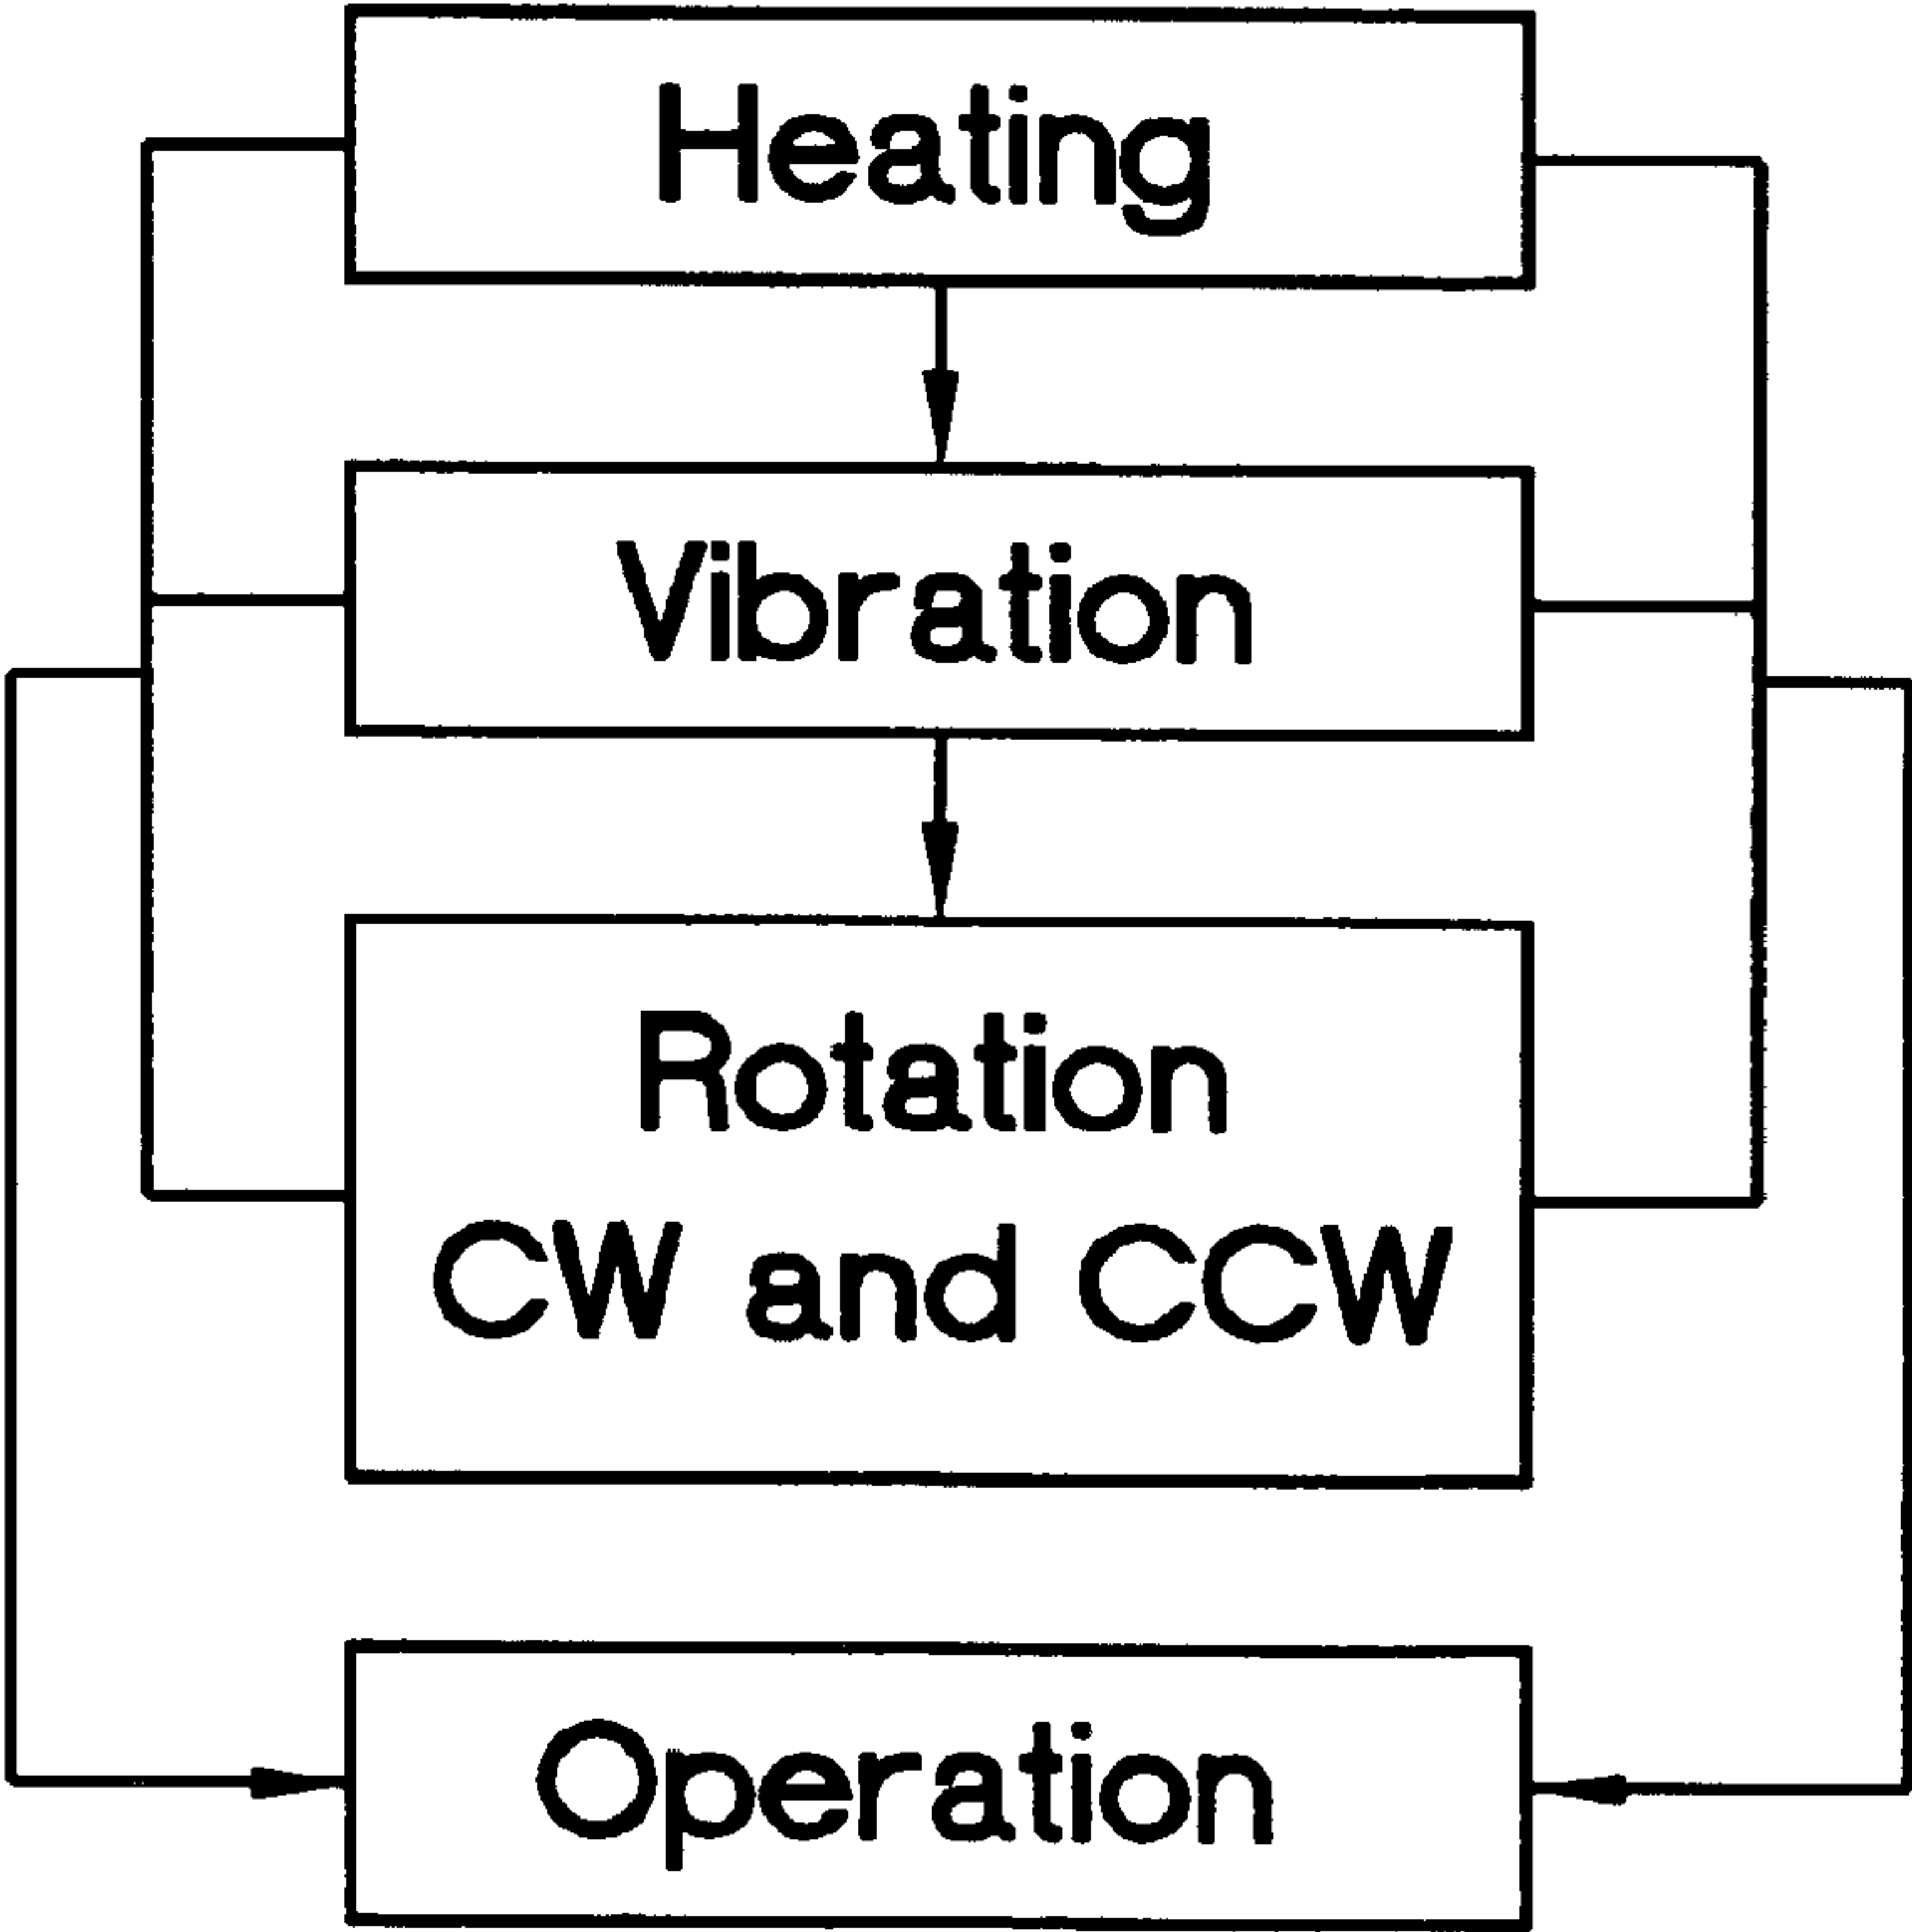 Heating
Vibration
Rotation
CW and CCW
Operation